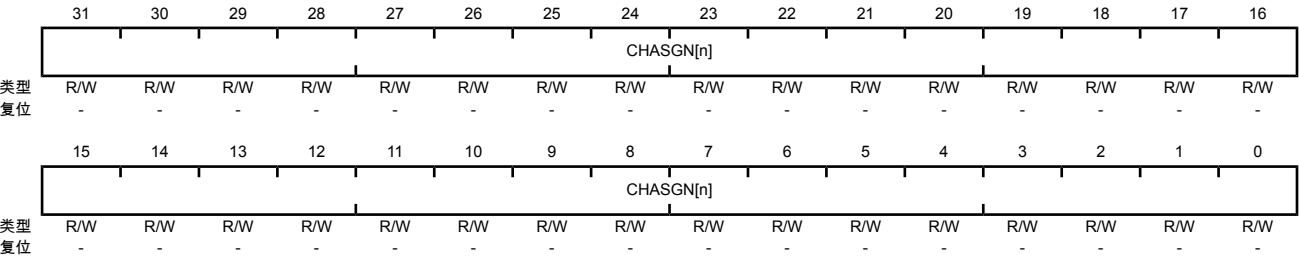 31 30 29 28 27 26 25 24 23 22 21 20 19 18 17 16
CHASGN[n]
类型 R/W R/W R/W R/W R/W R/W R/W R/W R/W R/W R/W R/W R/W R/W R/W R/W
复位 - - - - - - - - - - - - - - - -
15 14 13 12 11 10 9 8 7 6 5 4 3 2 1 0
CHASGN[n]
类型 R/W R/W R/W R/W R/W R/W R/W R/W R/W R/W R/W R/W R/W R/W R/W R/W
复位 - - - - - - - - - - - - - - - -